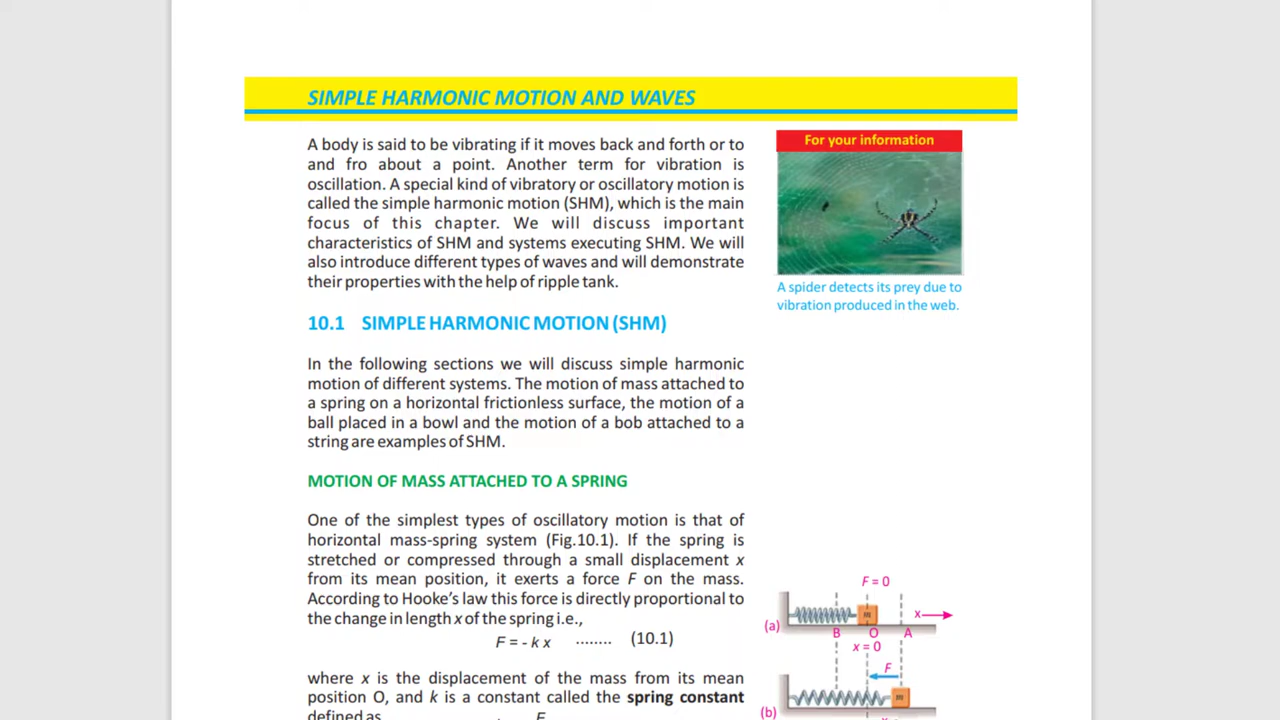 SIMPLE HARMONIC MOTION AND WAVES
A body is said to be vibrating if it moves back and forth or to
and fro about a point. Another term for vibration is
oscillation. A special kind of vibratory or oscillatory motion is
called the simple harmonic motion (SHM), which is the main
focus of this chapter. We will discuss important
characteristics of SHM and systems executing SHM. We will
also introduce different types of waves and will demonstrate
their properties with the help of ripple tank.
For your information
A spider detects its prey due to
vibration produced in the web.
10.1 SIMPLE HARMONIC MOTION (SHM)
In the following sections we will discuss simple harmonic
motion of different systems. The motion of mass attached to
a spring on a horizontal frictionless surface, the motion of a
ball placed in a bowl and the motion of a bob attached to a
string are examples of SHM.
MOTION OF MASS ATTACHED TO A SPRING
One of the simplest types of oscillatory motion is that of
horizontal mass-spring system (Fig.10.1). If the spring is
stretched or compressed through a small displacement x
from its mean position, it exerts a force F on the mass.
According to Hooke's law this force is directly proportional to
the change in length x of the spring i.e.,
F = - k x ........ (10.1)
where x is the displacement of the mass from its mean
position O, and k is a constant called the spring constant
defined as
F
F = 0
x
m
(a)
B O A
x = 0
F
m
(b)